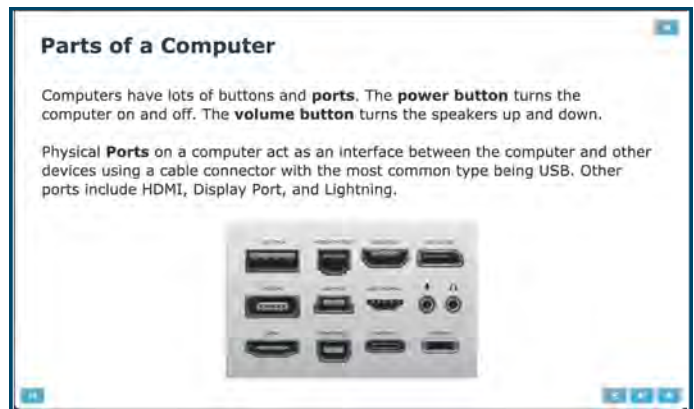 Parts of a Computer
Computers have lots of buttons and ports. The power button turns the
computer on and off. The volume button turns the speakers up and down.
Physical Ports on a computer act as an interface between the computer and other
devices using a cable connector with the most common type being USB. Other
ports include HDMI, Display Port, and Lightning.